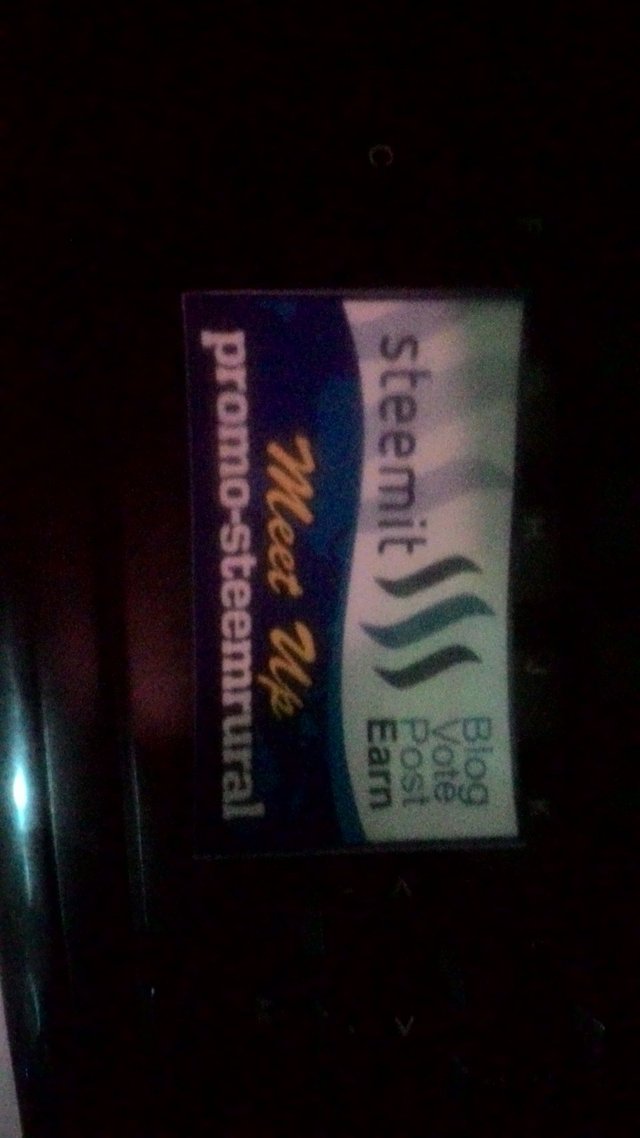 steemit
Blog
Vote
Post
Earn
Meet Up
promo-steemrural